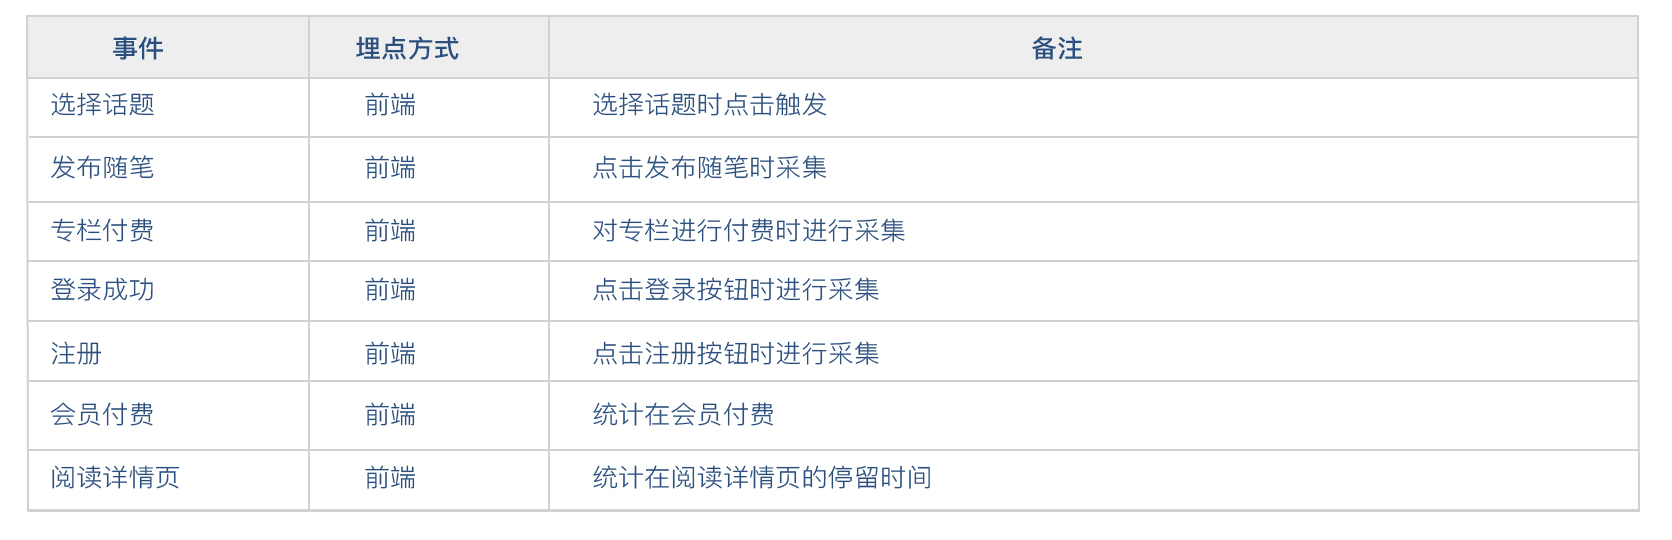 事件 埋点方式 备注
选择话题 前端 选择话题时点击触发
发布随笔 前端 点击发布随笔时采集
专栏付费 前端 对专栏进行付费时进行采集
登录成功 前端 点击登录按钮时进行采集
注册 前端 点击注册按钮时进行采集
会员付费 前端 统计在会员付费
阅读详情页 前端 统计在阅读详情页的停留时间